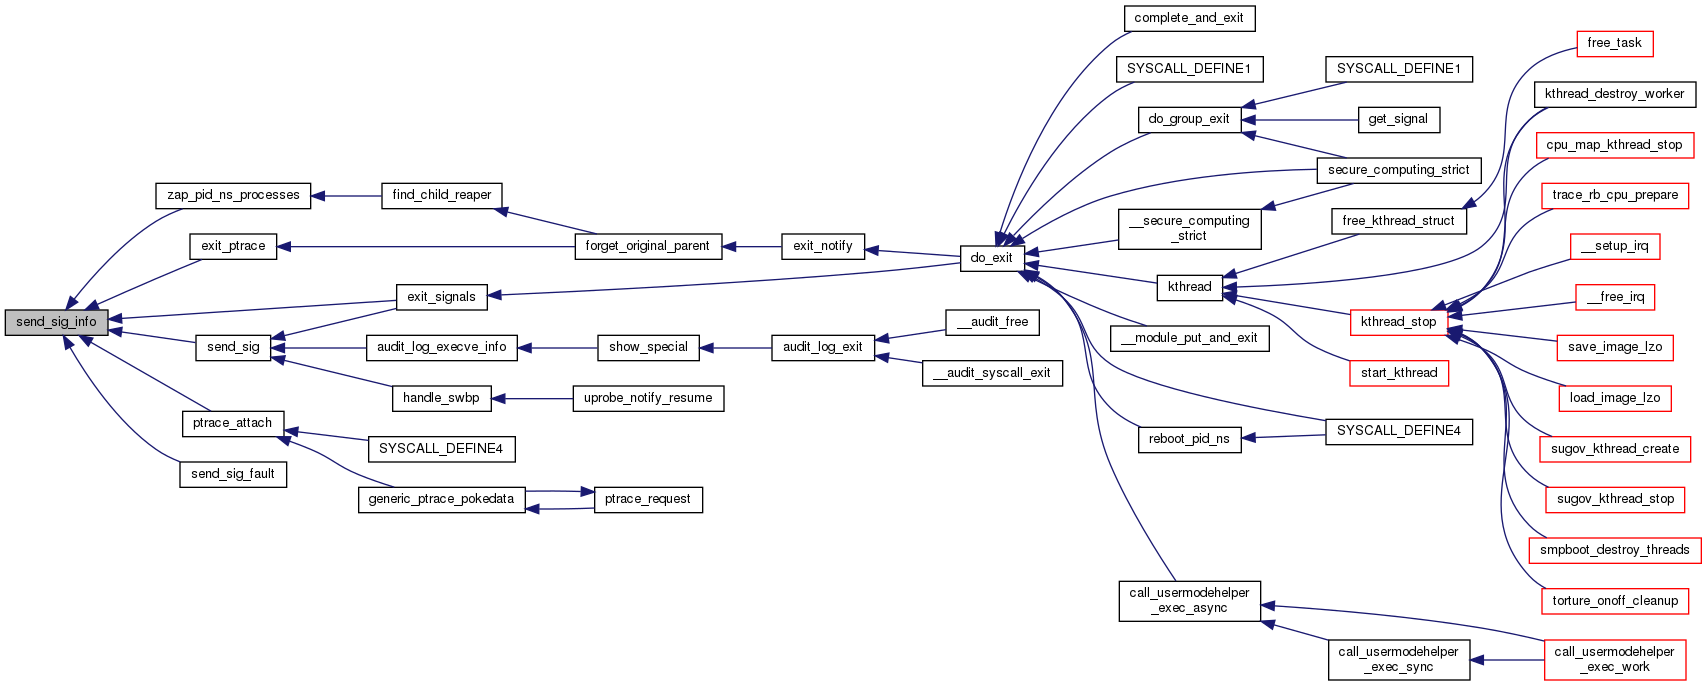 complete_and_exit
free_task
SYSCALL_DEFINE1
SYSCALL_DEFINE1
kthread_destroy_worker
do_group_exit
get_signal
cpu_map_kthread_stop
secure_computing_strict
zap_pid_ns_processes
find_child_reaper
trace_rb_cpu_prepare
__secure_computing
_strict
free_kthread_struct
exit_ptrace
forget_original_parent
exit_notify
do_exit
__setup_irq
kthread
exit_signals
__free_irq
send_sig_info
kthread_stop
__audit_free
__module_put_and_exit
send_sig
audit_log_execve_info
show_special
audit_log_exit
save_image_lzo
__audit_syscall_exit
start_kthread
handle_swbp
uprobe_notify_resume
load_image_lzo
ptrace_attach
SYSCALL_DEFINE4
reboot_pid_ns
SYSCALL_DEFINE4
sugov_kthread_create
send_sig_fault
generic_ptrace_pokedata
ptrace_request
sugov_kthread_stop
smpboot_destroy_threads
call_usermodehelper
_exec_async
torture_onoff_cleanup
call_usermodehelper
_exec_sync
call_usermodehelper
_exec_work